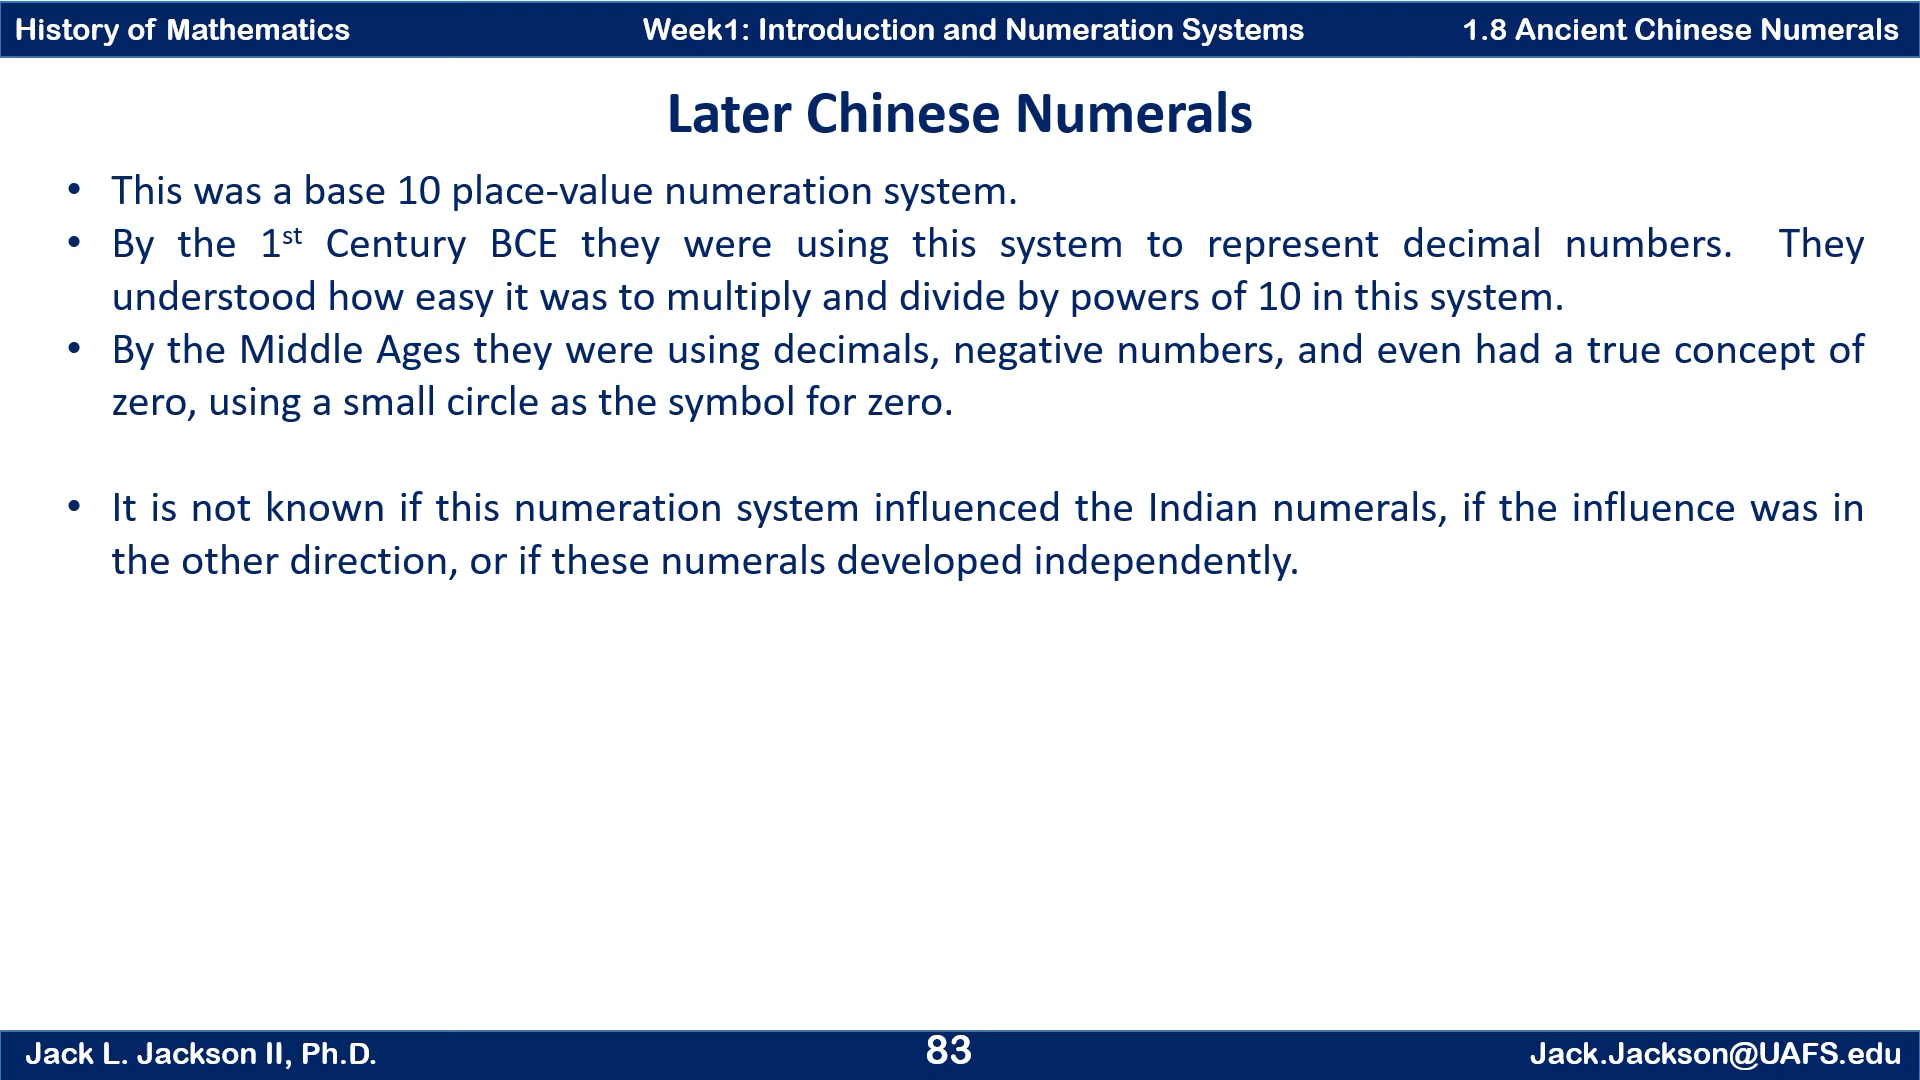 History of Mathematics
Week1: Introduction and Numeration Systems
1.8 Ancient Chinese Numerals
Later Chinese Numerals
• This was a base 10 place-value numeration system.
• By the 1st Century BCE they were using this system to represent decimal numbers. They
understood how easy it was to multiply and divide by powers of 10 in this system.
• By the Middle Ages they were using decimals, negative numbers, and even had a true concept of
zero, using a small circle as the symbol for zero.
• It is not known if this numeration system influenced the Indian numerals, if the influence was in
the other direction, or if these numerals developed independently.
Jack L. Jackson II, Ph.D.
83
Jack.Jackson@UAFS.edu